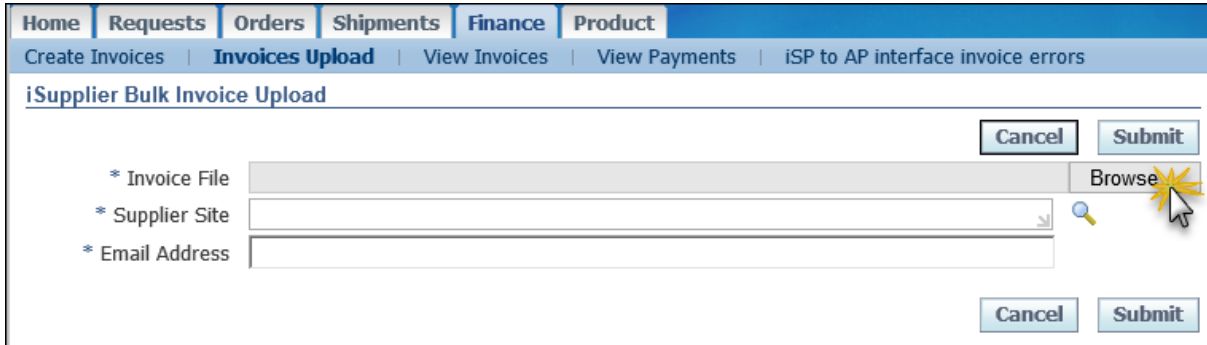 Home Requests Orders Shipments Finance Product
Create Invoices | Invoices Upload | View Invoices | View Payments | iSP to AP interface invoice errors
iSupplier Bulk Invoice Upload
Cancel Submit
* Invoice File Browse
* Supplier Site
* Email Address
Cancel Submit